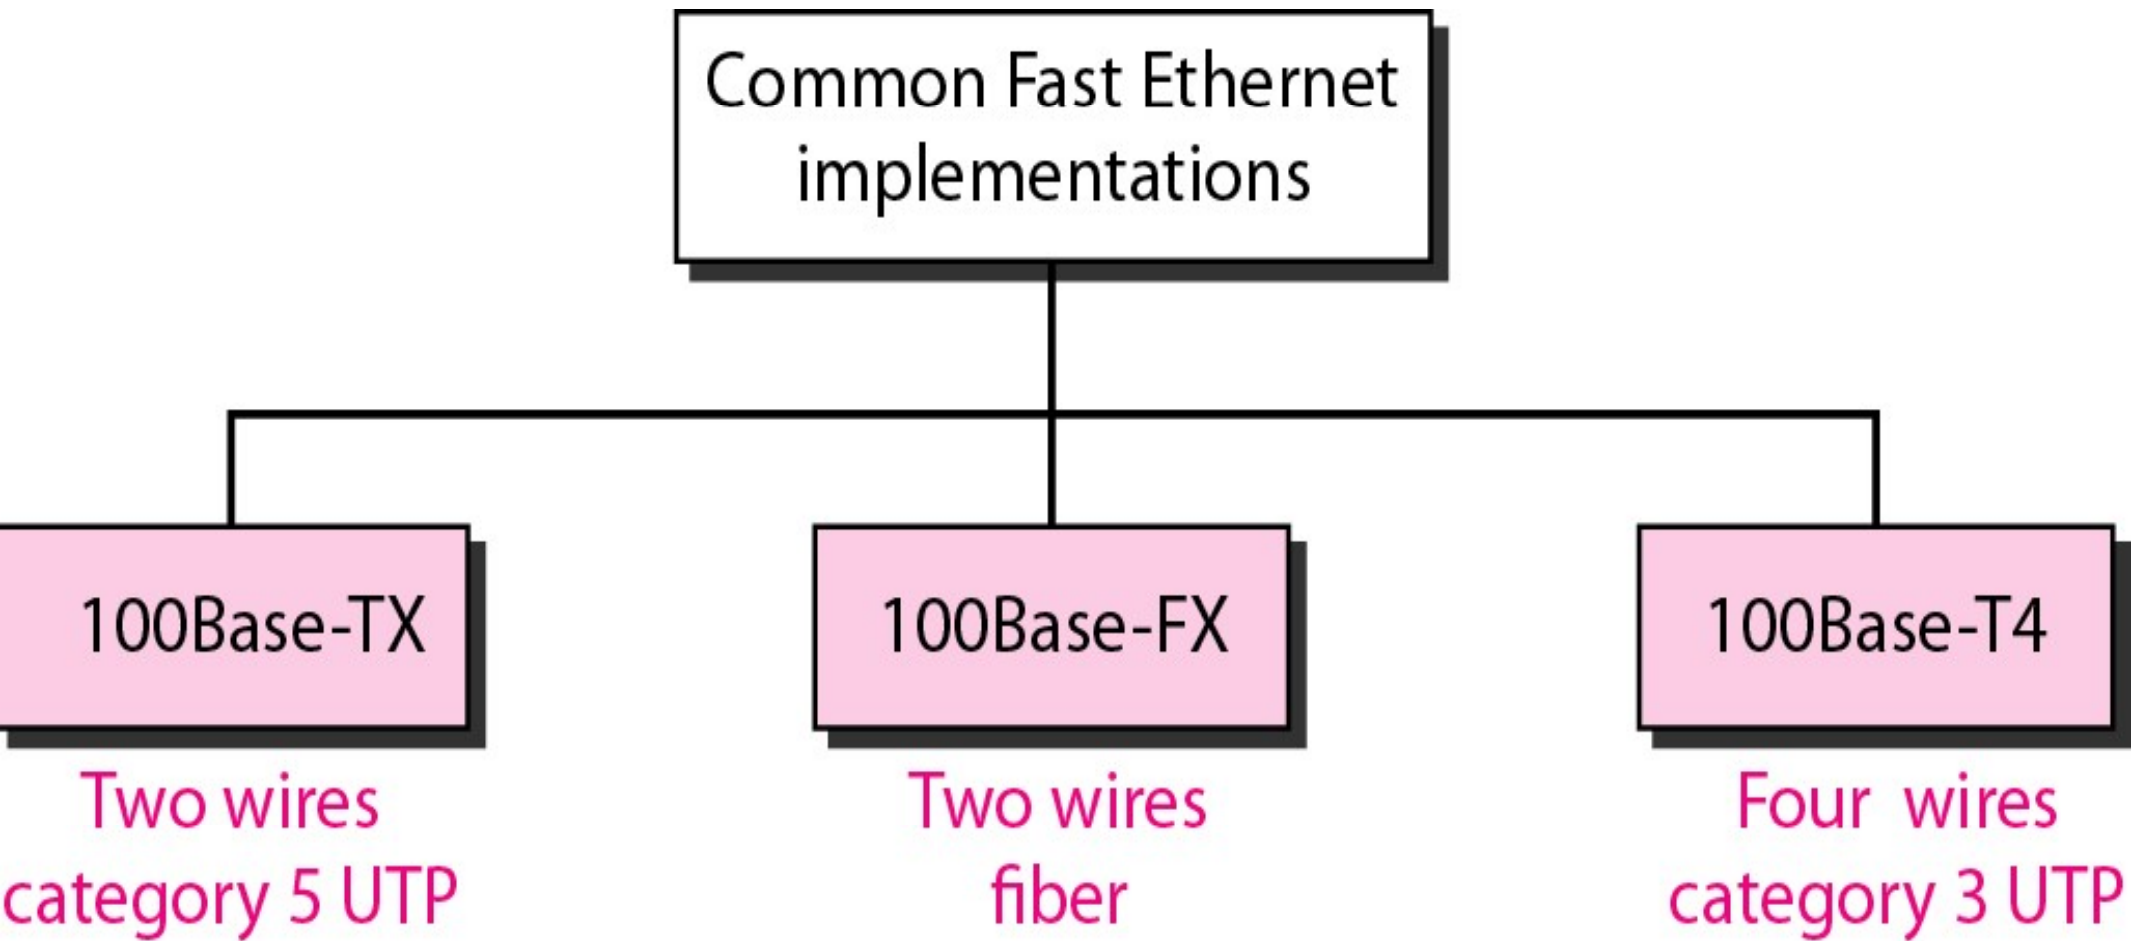 Common Fast Ethernet
implementations
100Base-TX
100Base-FX
100Base-T4
Two wires
category 5 UTP
Two wires
fiber
Four wires
category 3 UTP